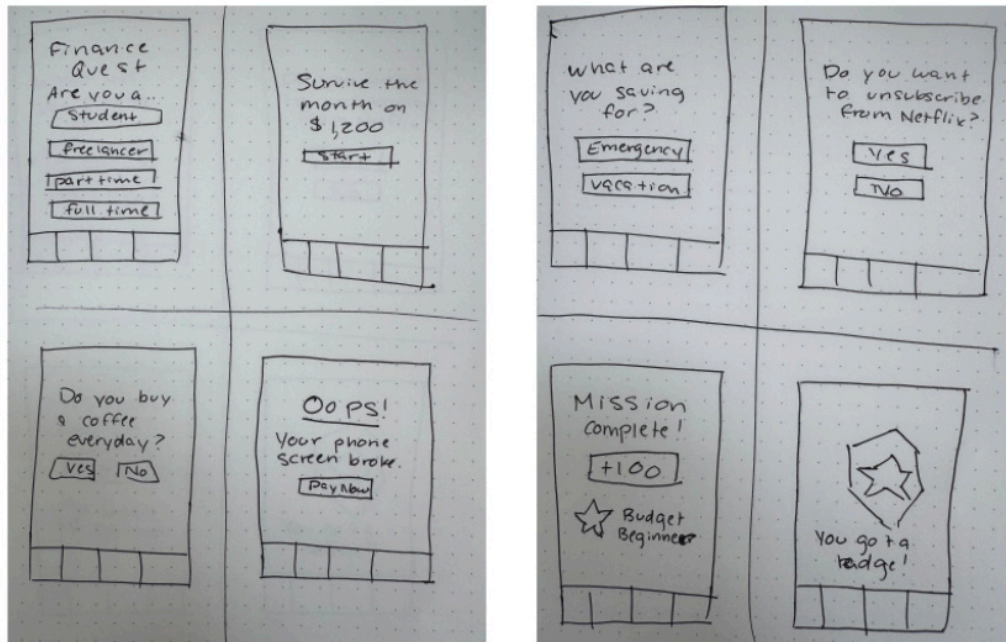 Finance
Quest
Are you a..
Student
freelancer
part time
full time
Survive the
month on
$1,200
Start
Do you buy
a coffee
everyday?
Yes
No
Oops!
Your phone
screen broke.
Pay Now
What are
you saving
for?
Emergency
vacation
Do you want
to unsubscribe
from Netflix?
Yes
No
Mission
Complete!
+100
Budget
Beginner
You got a
badge!